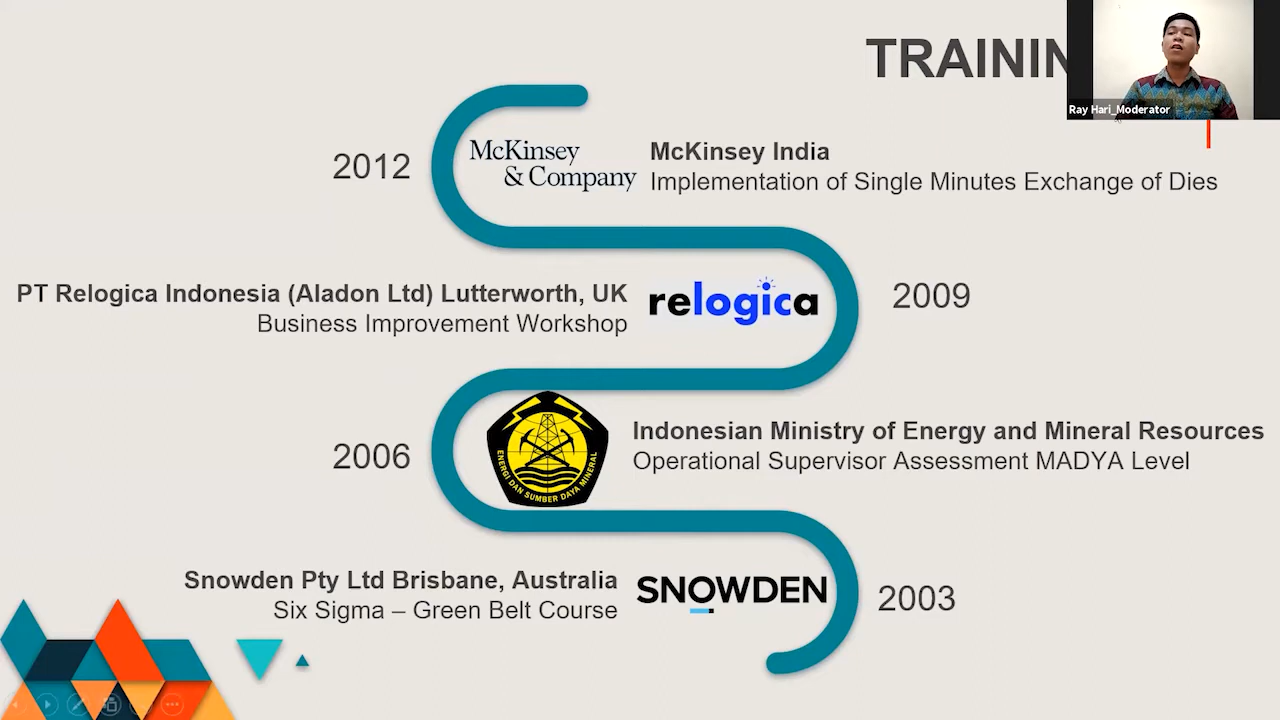 TRAININ
Ray Hari_Moderator
2012
McKinsey
& Company
McKinsey India
Implementation of Single Minutes Exchange of Dies
PT Relogica Indonesia (Aladon Ltd) Lutterworth, UK
Business Improvement Workshop
relogica
2009
2006
ENERGI DAN SUMBER DAYA MINERAL
Indonesian Ministry of Energy and Mineral Resources
Operational Supervisor Assessment MADYA Level
Snowden Pty Ltd Brisbane, Australia
Six Sigma – Green Belt Course
SNOWDEN
2003